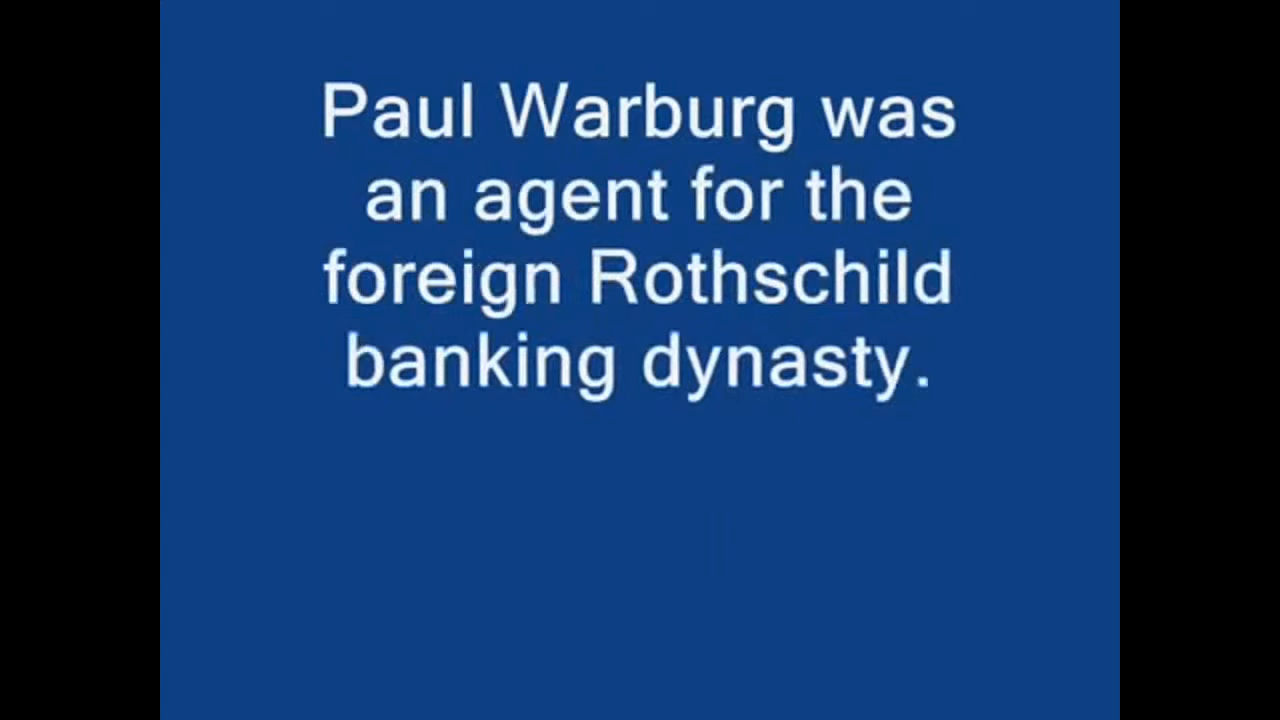 Paul Warburg was
an agent for the
foreign Rothschild
banking dynasty.